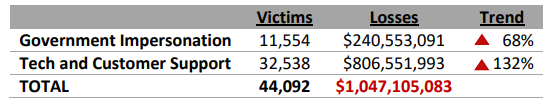 Victims Losses Trend
Government Impersonation 11,554 $240,553,091 ▲ 68%
Tech and Customer Support 32,538 $806,551,993 ▲ 132%
TOTAL 44,092 $1,047,105,083